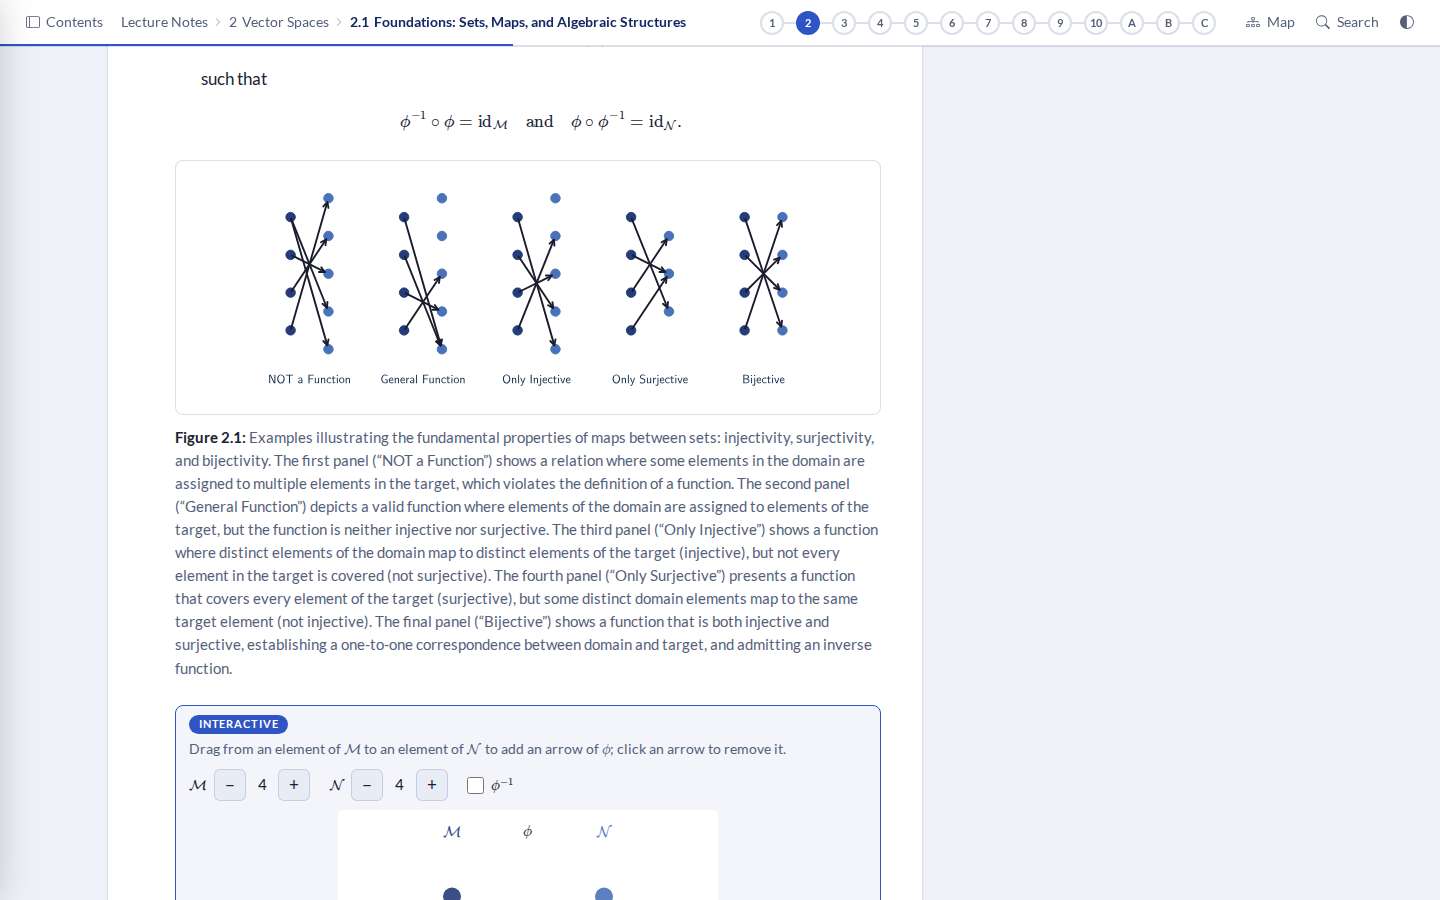 Contents Lecture Notes › 2 Vector Spaces › 2.1 Foundations: Sets, Maps, and Algebraic Structures 1 2 3 4 5 6 7 8 9 10 A B C Map Search
such that
ϕ⁻¹ ∘ ϕ = id_ℳ and ϕ ∘ ϕ⁻¹ = id_𝒩.
NOT a Function General Function Only Injective Only Surjective Bijective
Figure 2.1: Examples illustrating the fundamental properties of maps between sets: injectivity, surjectivity,
and bijectivity. The first panel (“NOT a Function”) shows a relation where some elements in the domain are
assigned to multiple elements in the target, which violates the definition of a function. The second panel
(“General Function”) depicts a valid function where elements of the domain are assigned to elements of the
target, but the function is neither injective nor surjective. The third panel (“Only Injective”) shows a function
where distinct elements of the domain map to distinct elements of the target (injective), but not every
element in the target is covered (not surjective). The fourth panel (“Only Surjective”) presents a function
that covers every element of the target (surjective), but some distinct domain elements map to the same
target element (not injective). The final panel (“Bijective”) shows a function that is both injective and
surjective, establishing a one-to-one correspondence between domain and target, and admitting an inverse
function.
INTERACTIVE
Drag from an element of ℳ to an element of 𝒩 to add an arrow of ϕ; click an arrow to remove it.
ℳ − 4 + 𝒩 − 4 + ϕ⁻¹
ℳ ϕ 𝒩